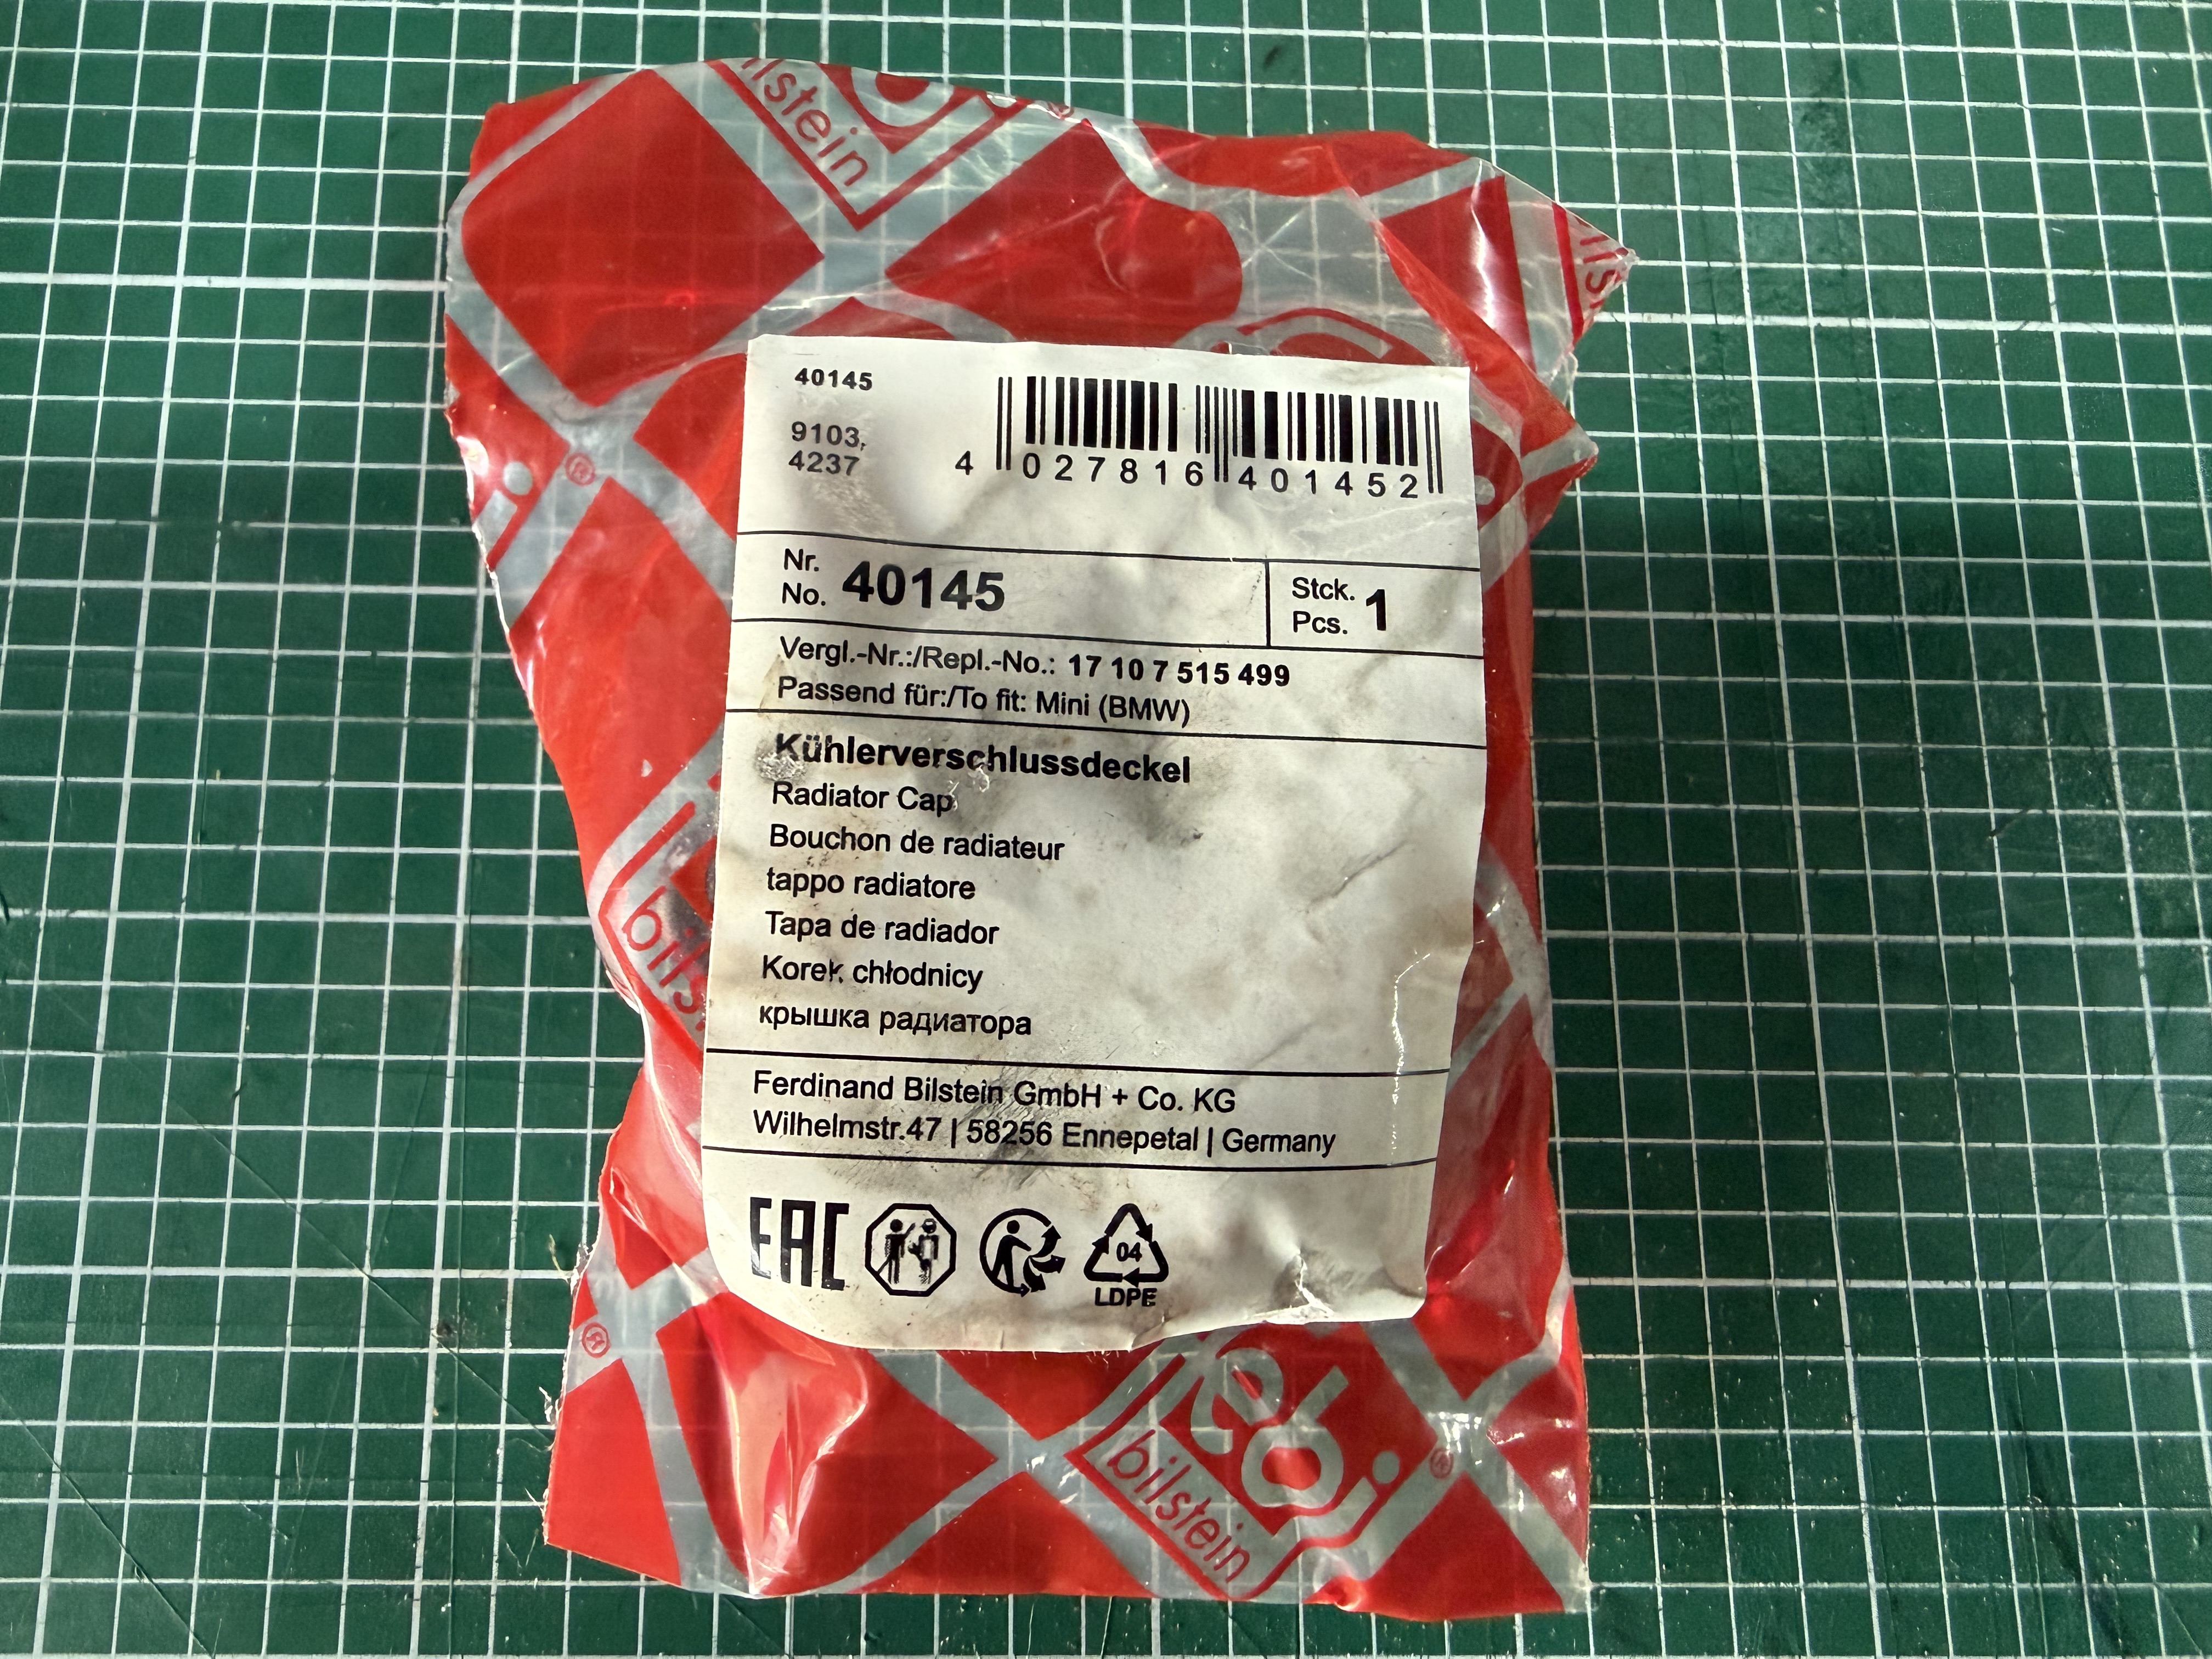 ilstein
®
40145
9103,
4237
4 027816 401452
Nr.
No. 40145
Stck.
Pcs. 1
Vergl.-Nr.:/Repl.-No.: 17 10 7 515 499
Passend für:/To fit: Mini (BMW)
Kühlerverschlussdeckel
Radiator Cap
Bouchon de radiateur
tappo radiatore
Tapa de radiador
Korek chłodnicy
крышка радиатора
bils
Ferdinand Bilstein GmbH + Co. KG
Wilhelmstr.47 | 58256 Ennepetal | Germany
EAC
04
LDPE
®
febi
®
bilstein